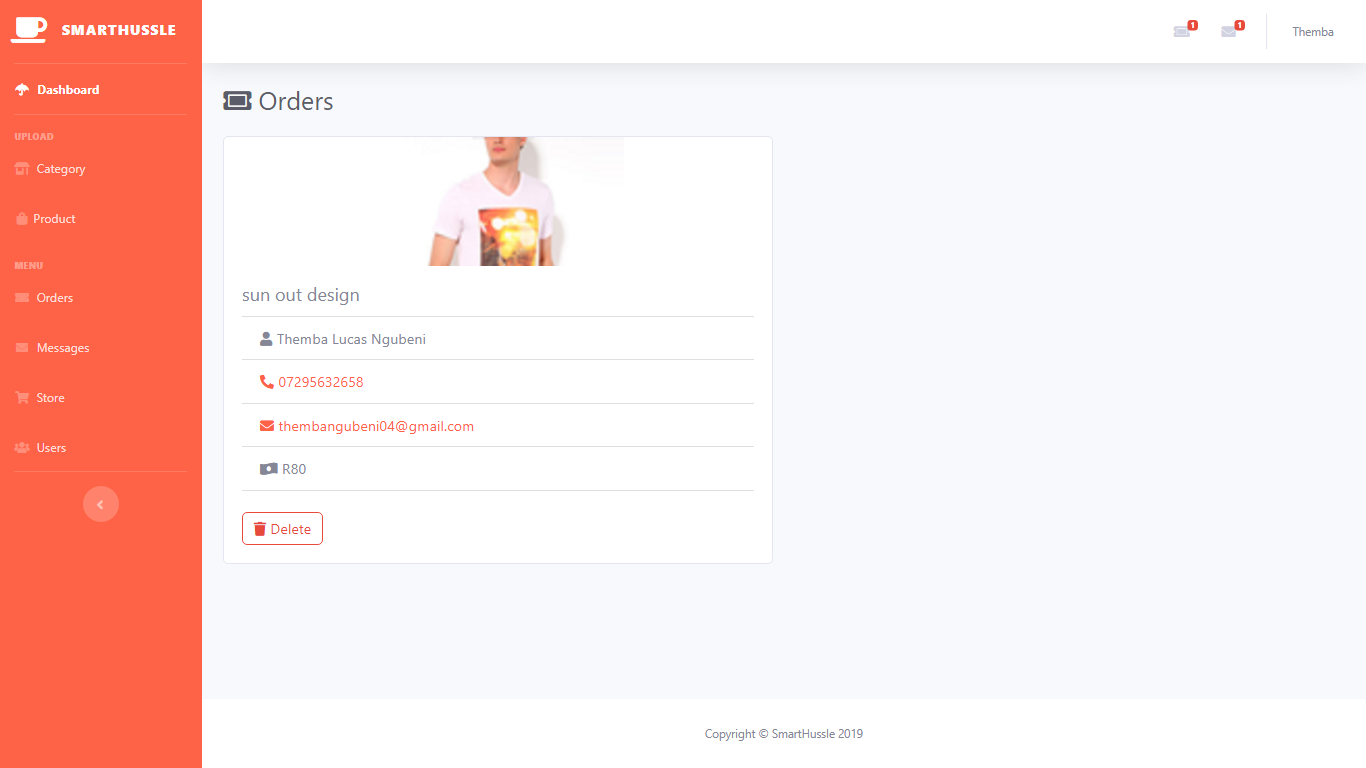 SMARTHUSSLE
1
1
Themba
Dashboard
UPLOAD
Category
Product
MENU
Orders
Messages
Store
Users
Orders
sun out design
Themba Lucas Ngubeni
07295632658
thembangubeni04@gmail.com
R80
Delete
Copyright © SmartHussle 2019